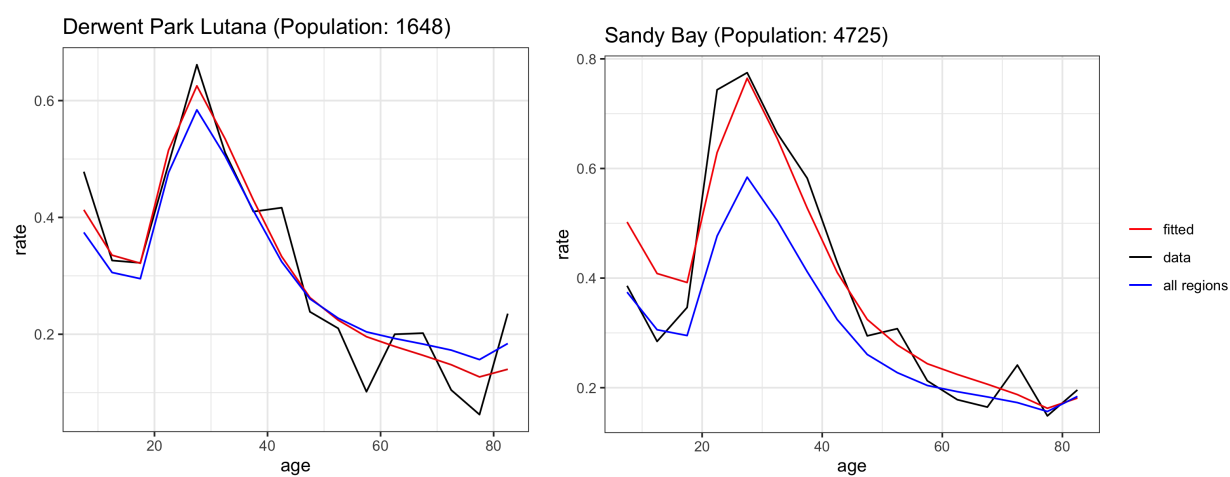 Derwent Park Lutana (Population: 1648)
rate
0.6
0.4
0.2
20 40 60 80
age
Sandy Bay (Population: 4725)
rate
0.8
0.6
0.4
0.2
20 40 60 80
age
fitted
data
all regions